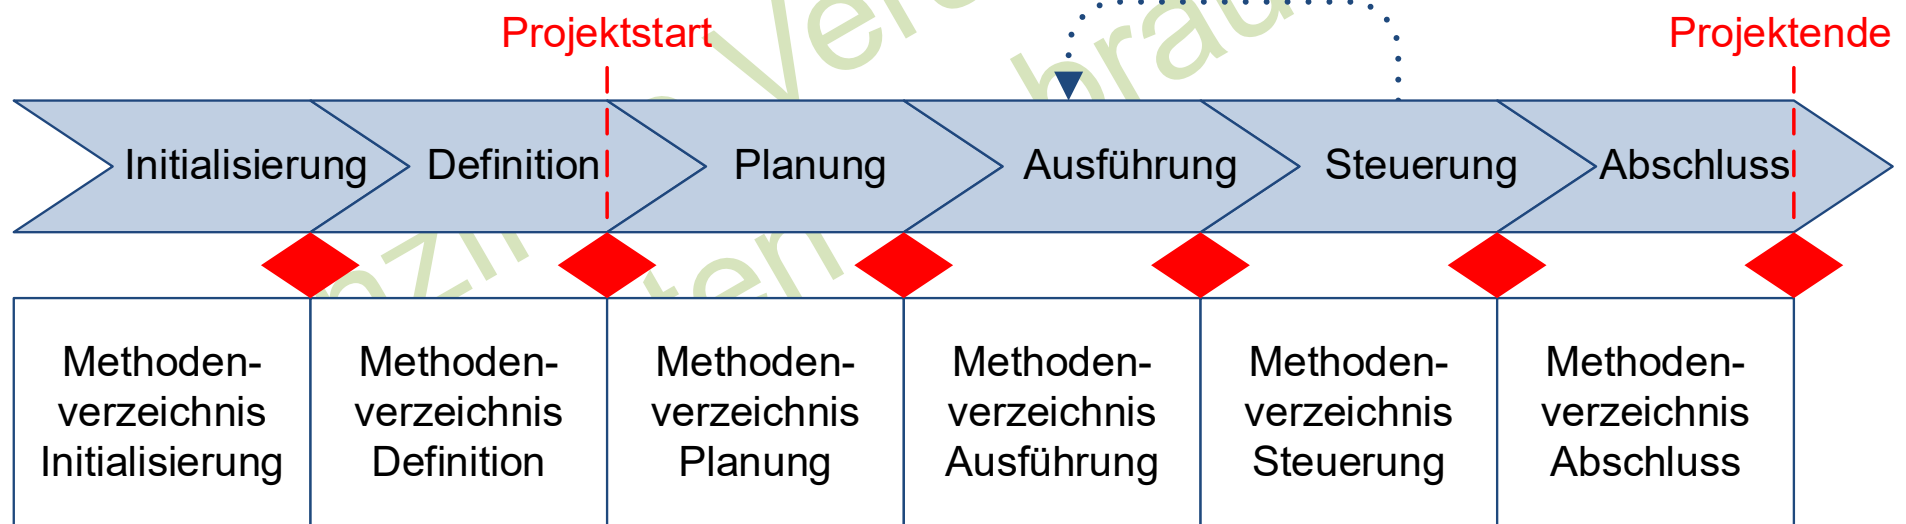 Projektstart
Projektende
Initialisierung
Definition
Planung
Ausführung
Steuerung
Abschluss
Methoden-
verzeichnis
Initialisierung
Methoden-
verzeichnis
Definition
Methoden-
verzeichnis
Planung
Methoden-
verzeichnis
Ausführung
Methoden-
verzeichnis
Steuerung
Methoden-
verzeichnis
Abschluss